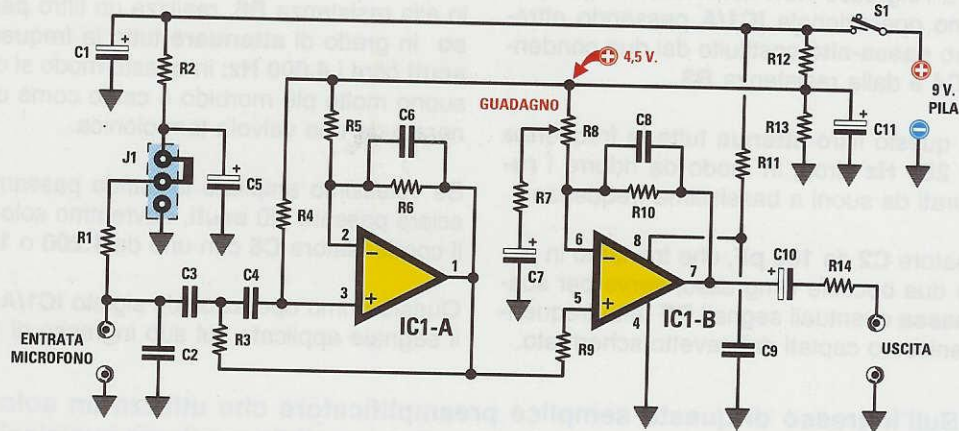 S1
C1
R2
R12
4,5 V.
9 V.
PILA
GUADAGNO
J1
C5
R5
C6
R6
R8
C8
R13
C11
R4
R7
R10
R11
R1
2
3
1
6
8
7
5
4
C7
C10
R14
C3
C4
IC1-A
IC1-B
R3
C2
R9
C9
ENTRATA
MICROFONO
USCITA